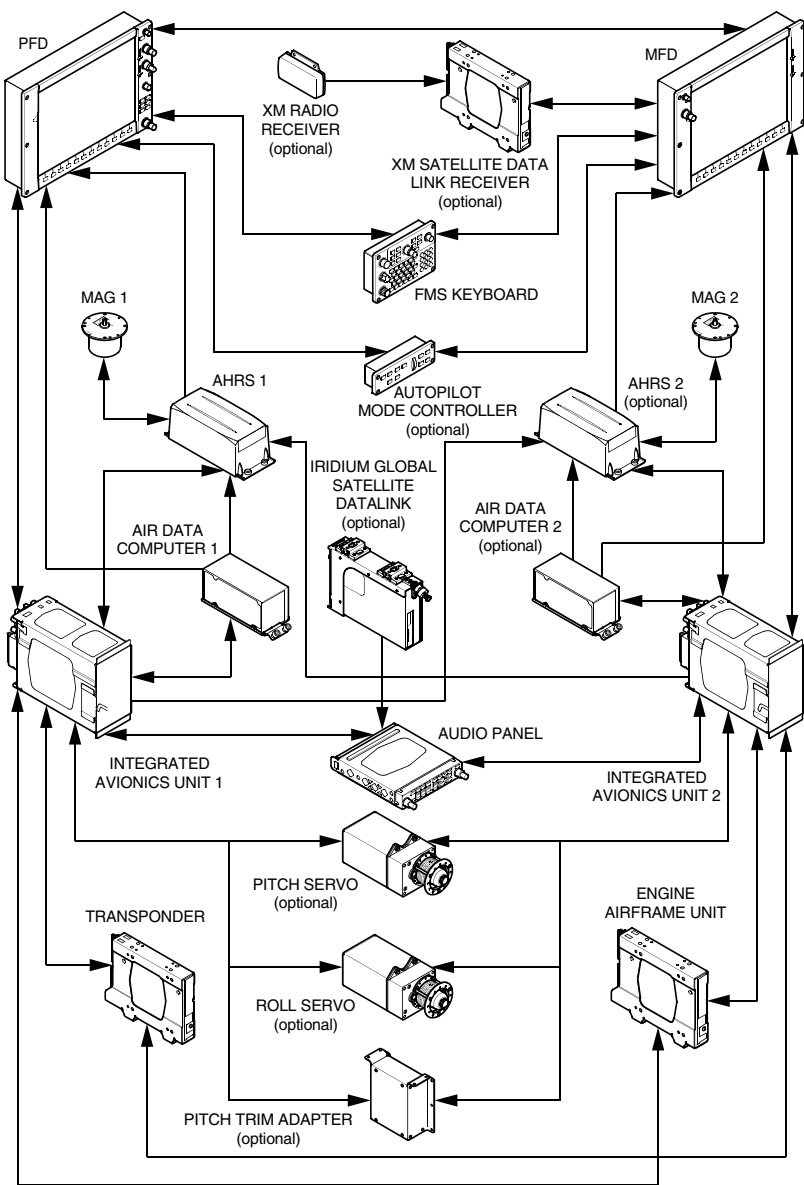 PFD
MFD
XM RADIO
RECEIVER
(optional)
XM SATELLITE DATA
LINK RECEIVER
(optional)
FMS KEYBOARD
MAG 1
MAG 2
AHRS 1
AUTOPILOT
MODE CONTROLLER
(optional)
AHRS 2
(optional)
IRIDIUM GLOBAL
SATELLITE
DATALINK
(optional)
AIR DATA
COMPUTER 1
AIR DATA
COMPUTER 2
(optional)
INTEGRATED
AVIONICS UNIT 1
AUDIO PANEL
INTEGRATED
AVIONICS UNIT 2
PITCH SERVO
(optional)
TRANSPONDER
ENGINE
AIRFRAME UNIT
ROLL SERVO
(optional)
PITCH TRIM ADAPTER
(optional)